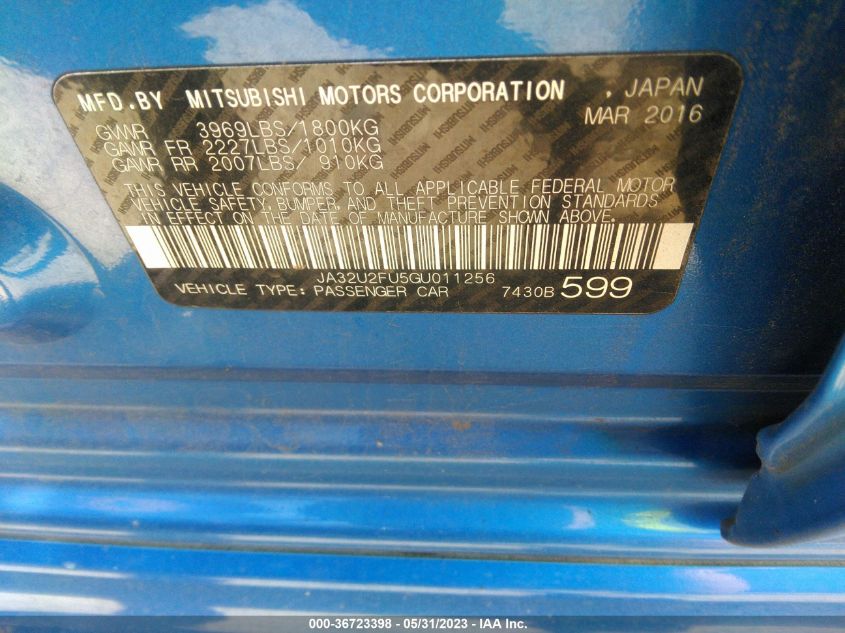 MFD.BY MITSUBISHI MOTORS CORPORATION , JAPAN
MAR 2016
GVWR 3969LBS/1800KG
GAWR FR 2227LBS/1010KG
GAWR RR 2007LBS/ 910KG
THIS VEHICLE CONFORMS TO ALL APPLICABLE FEDERAL MOTOR
VEHICLE SAFETY, BUMPER, AND THEFT PREVENTION STANDARDS
IN EFFECT ON THE DATE OF MANUFACTURE SHOWN ABOVE.
JA32U2FU5GU011256
VEHICLE TYPE: PASSENGER CAR 7430B 599
000-36723398 - 05/31/2023 - IAA Inc.